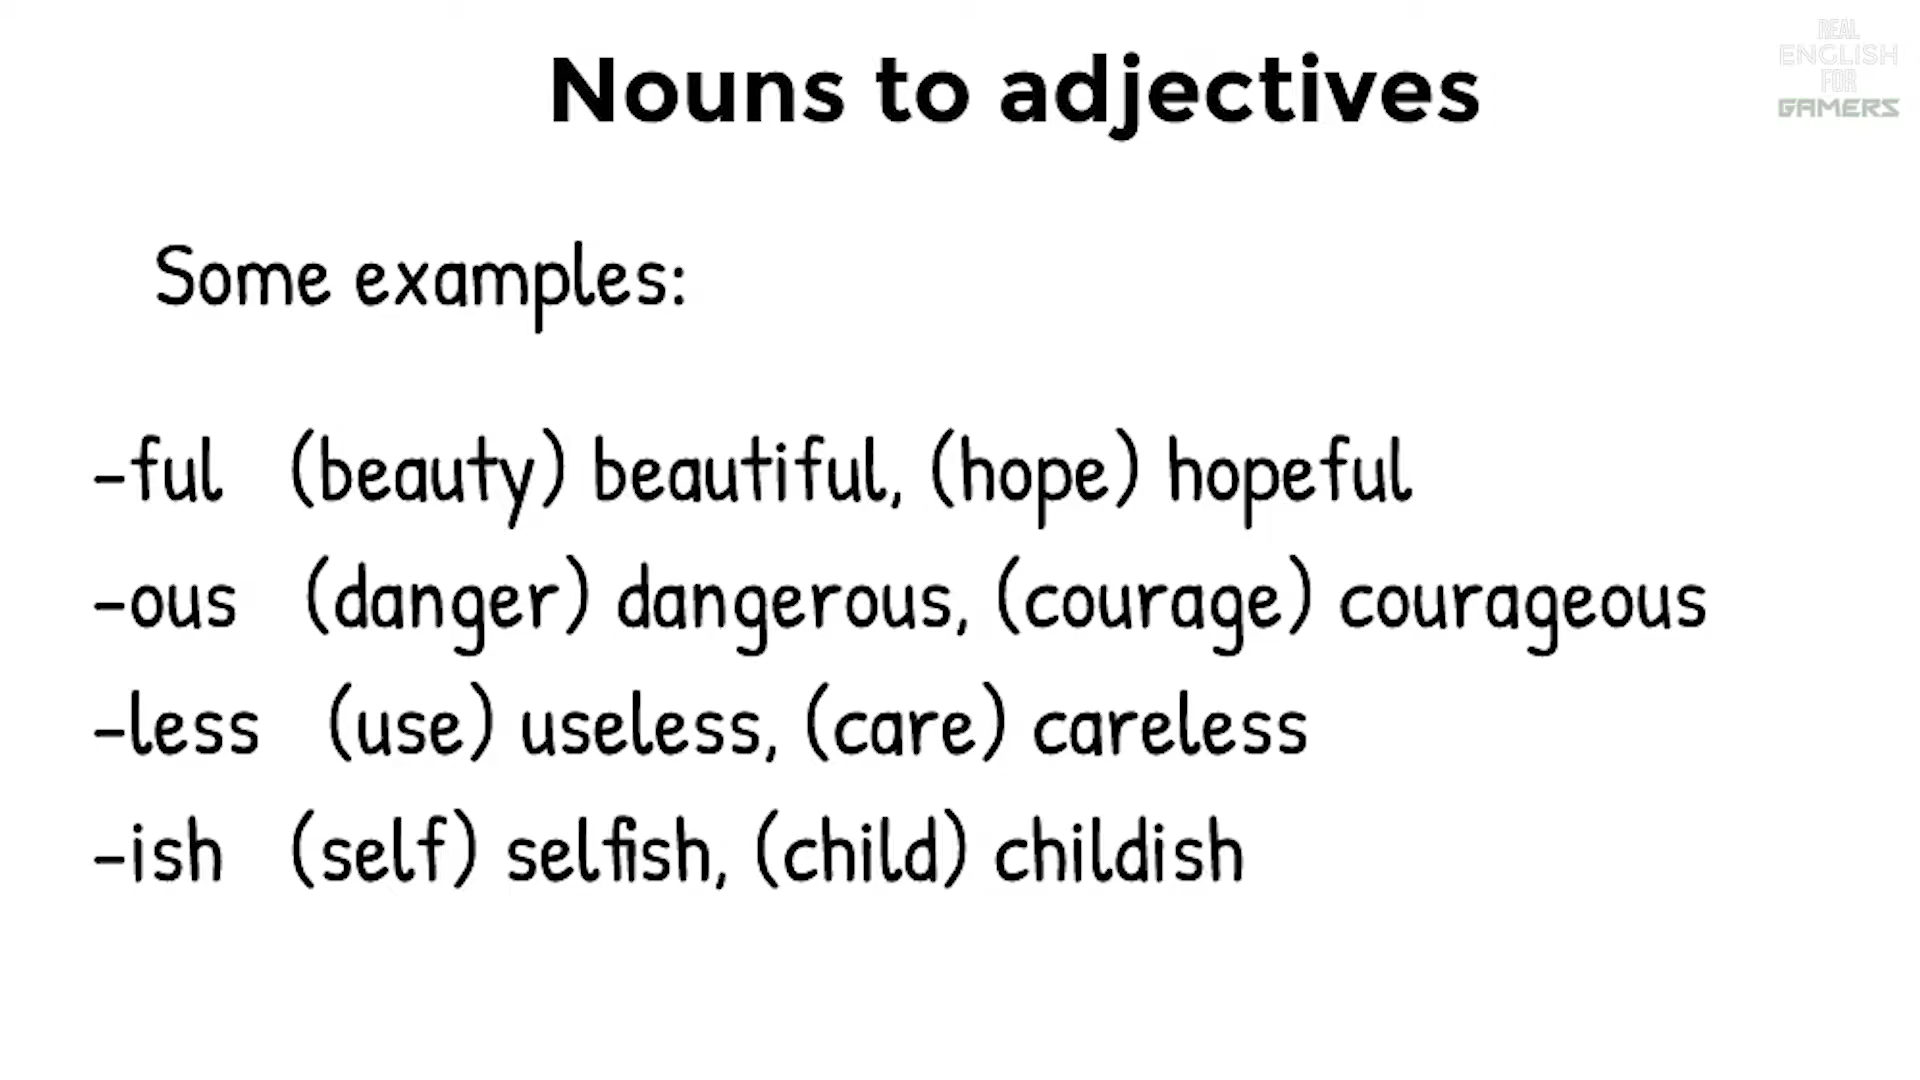 Nouns to adjectives
REAL
ENGLISH
FOR
GAMERS
Some examples:
-ful (beauty) beautiful, (hope) hopeful
-ous (danger) dangerous, (courage) courageous
-less (use) useless, (care) careless
-ish (self) selfish, (child) childish